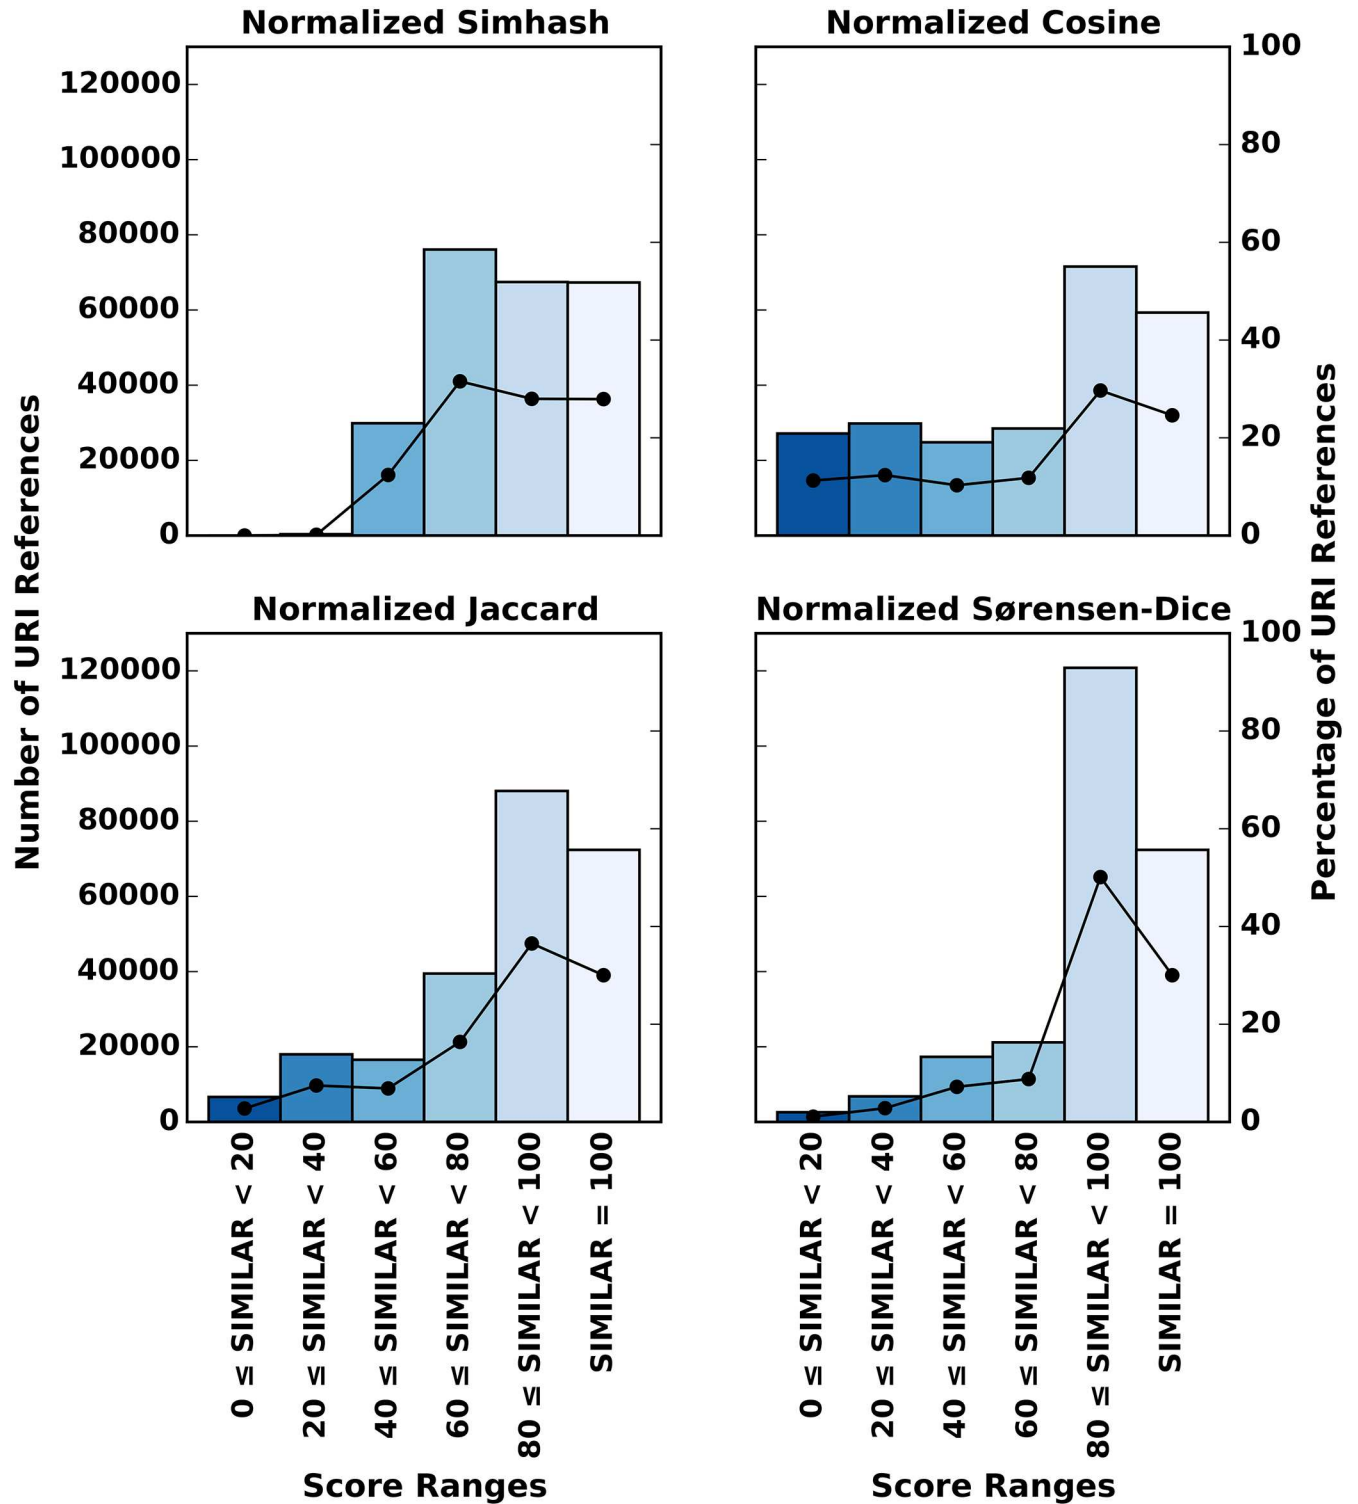 Normalized Simhash
Normalized Cosine
120000
100000
80000
60000
40000
20000
0
100
80
60
40
20
0
Number of URI References
Percentage of URI References
Normalized Jaccard
Normalized Sørensen-Dice
120000
100000
80000
60000
40000
20000
0
100
80
60
40
20
0
0 ≤ SIMILAR < 20
20 ≤ SIMILAR < 40
40 ≤ SIMILAR < 60
60 ≤ SIMILAR < 80
80 ≤ SIMILAR < 100
SIMILAR = 100
0 ≤ SIMILAR < 20
20 ≤ SIMILAR < 40
40 ≤ SIMILAR < 60
60 ≤ SIMILAR < 80
80 ≤ SIMILAR < 100
SIMILAR = 100
Score Ranges
Score Ranges